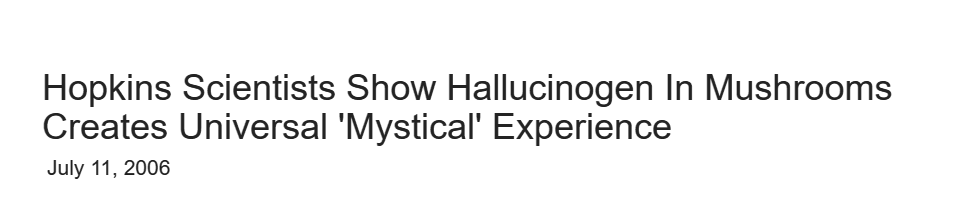 Hopkins Scientists Show Hallucinogen In Mushrooms
Creates Universal 'Mystical' Experience
July 11, 2006